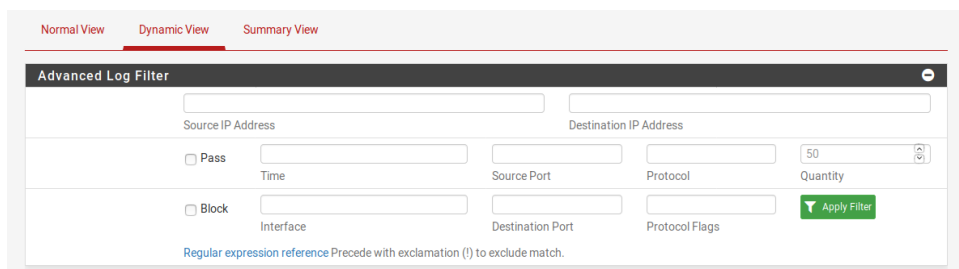 Normal View Dynamic View Summary View
Advanced Log Filter
Source IP Address Destination IP Address
Pass 50
Time Source Port Protocol Quantity
Block Apply Filter
Interface Destination Port Protocol Flags
Regular expression reference Precede with exclamation (!) to exclude match.